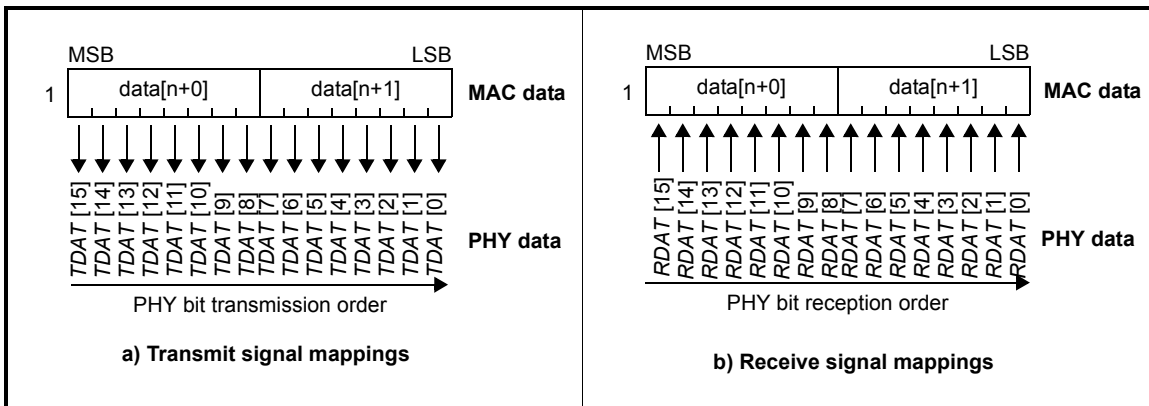 MSB LSB
1 data[n+0] data[n+1] MAC data
TDAT [15]
TDAT [14]
TDAT [13]
TDAT [12]
TDAT [11]
TDAT [10]
TDAT [9]
TDAT [8]
TDAT [7]
TDAT [6]
TDAT [5]
TDAT [4]
TDAT [3]
TDAT [2]
TDAT [1]
TDAT [0]
PHY data
PHY bit transmission order
a) Transmit signal mappings
MSB LSB
1 data[n+0] data[n+1] MAC data
RDAT [15]
RDAT [14]
RDAT [13]
RDAT [12]
RDAT [11]
RDAT [10]
RDAT [9]
RDAT [8]
RDAT [7]
RDAT [6]
RDAT [5]
RDAT [4]
RDAT [3]
RDAT [2]
RDAT [1]
RDAT [0]
PHY data
PHY bit reception order
b) Receive signal mappings